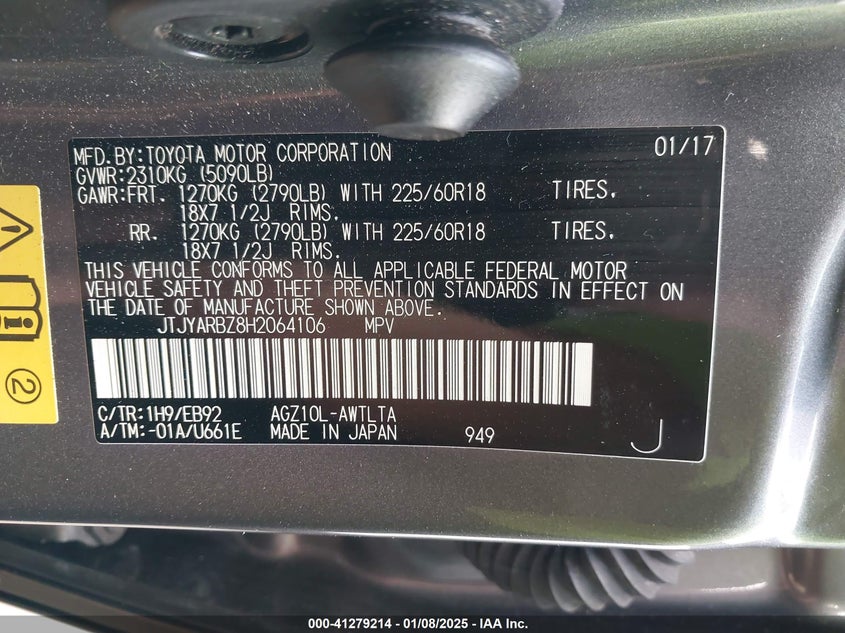 MFD.BY:TOYOTA MOTOR CORPORATION 01/17
GVWR:2310KG (5090LB)
GAWR:FRT. 1270KG (2790LB) WITH 225/60R18 TIRES.
18X7 1/2J RIMS.
RR. 1270KG (2790LB) WITH 225/60R18 TIRES.
18X7 1/2J RIMS.
THIS VEHICLE CONFORMS TO ALL APPLICABLE FEDERAL MOTOR
VEHICLE SAFETY AND THEFT PREVENTION STANDARDS IN EFFECT ON
THE DATE OF MANUFACTURE SHOWN ABOVE.
JTJYARBZ8H2064106 MPV
C/TR:1H9/EB92 AGZ10L-AWTLTA
A/TM:-01A/U661E MADE IN JAPAN 949 J
2
000-41279214 - 01/08/2025 - IAA Inc.